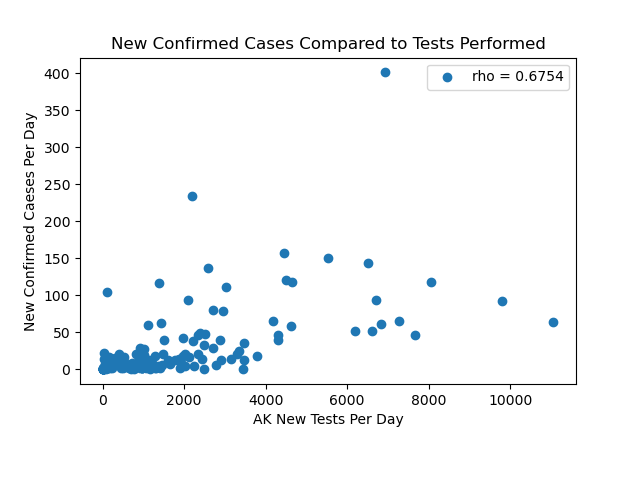 New Confirmed Cases Compared to Tests Performed
rho = 0.6754
400
350
300
250
200
150
100
50
0
New Confirmed Caeses Per Day
0 2000 4000 6000 8000 10000
AK New Tests Per Day